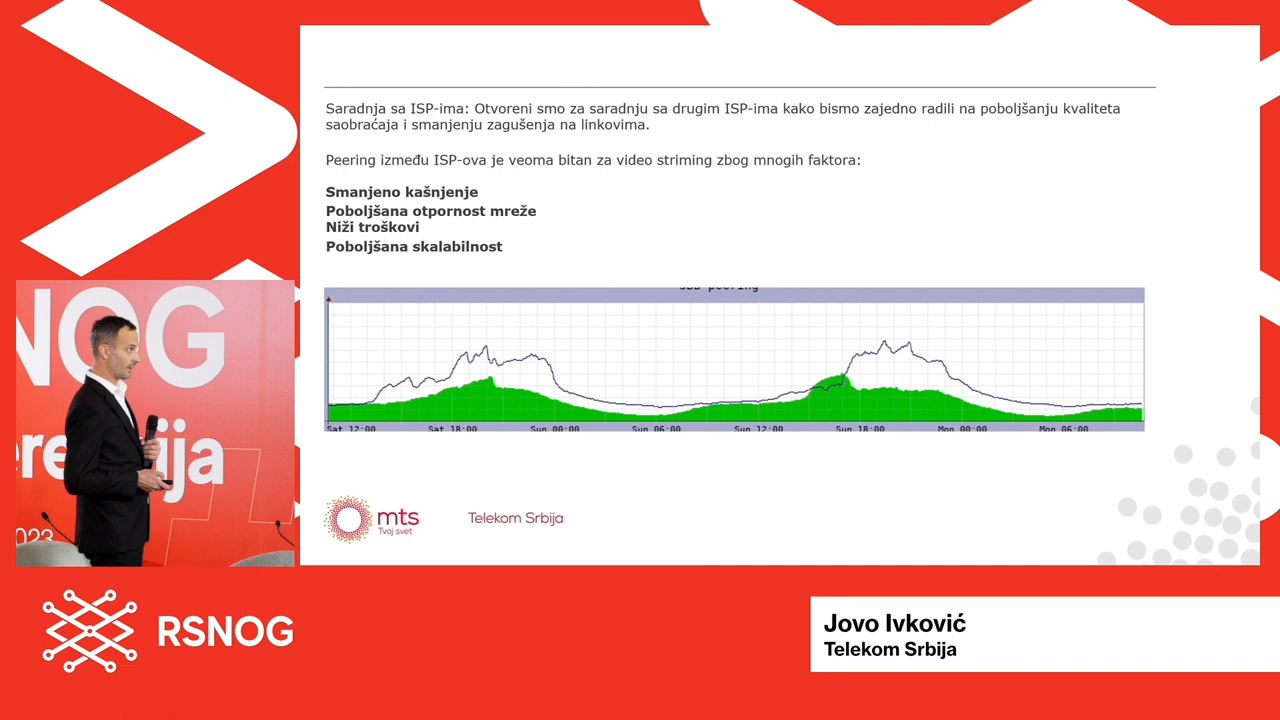 Saradnja sa ISP-ima: Otvoreni smo za saradnju sa drugim ISP-ima kako bismo zajedno radili na poboljšanju kvaliteta
saobraćaja i smanjenju zagušenja na linkovima.
Peering između ISP-ova je veoma bitan za video striming zbog mnogih faktora:
Smanjeno kašnjenje
Poboljšana otpornost mreže
Niži troškovi
Poboljšana skalabilnost
peering
Sat 12:00 Sat 18:00 Sun 00:00 Sun 06:00 Sun 12:00 Sun 18:00 Mon 00:00 Mon 06:00
mts
Tvoj svet
Telekom Srbija
NOG
ija
2023
RSNOG
Jovo Ivković
Telekom Srbija